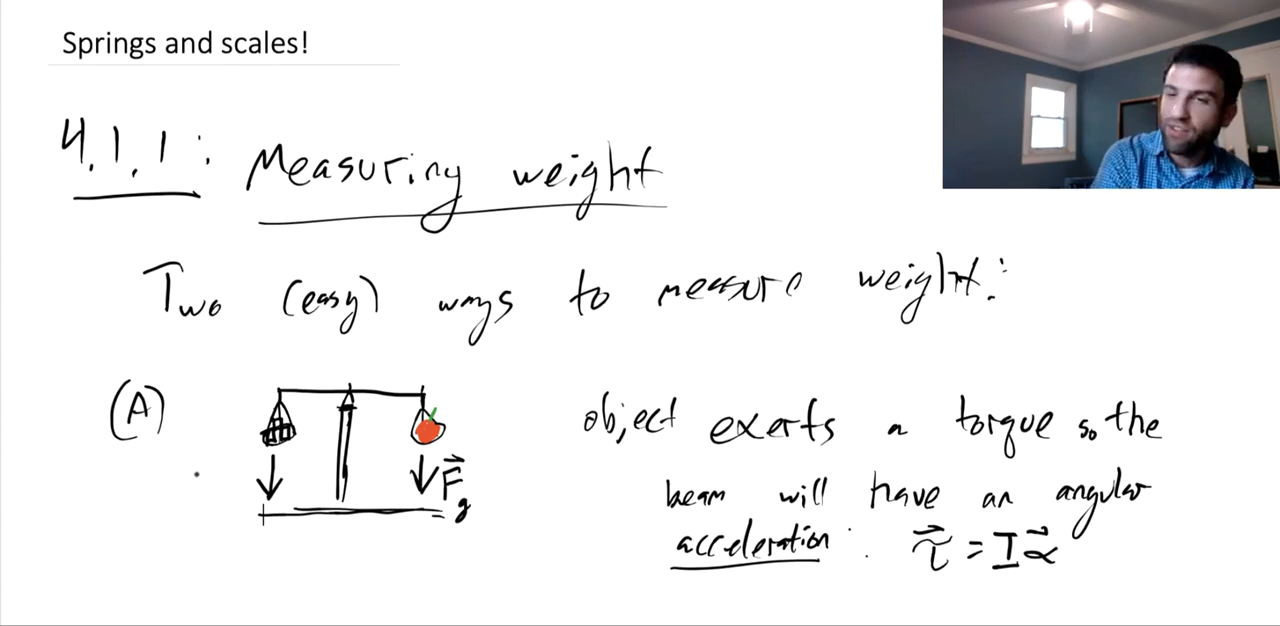 Springs and scales!
4.1.1: Measuring weight
Two (easy) ways to measure weight:
(A)
object exerts a torque so the
beam will have an angular
acceleration: τ⃗ = Iα⃗
F⃗g